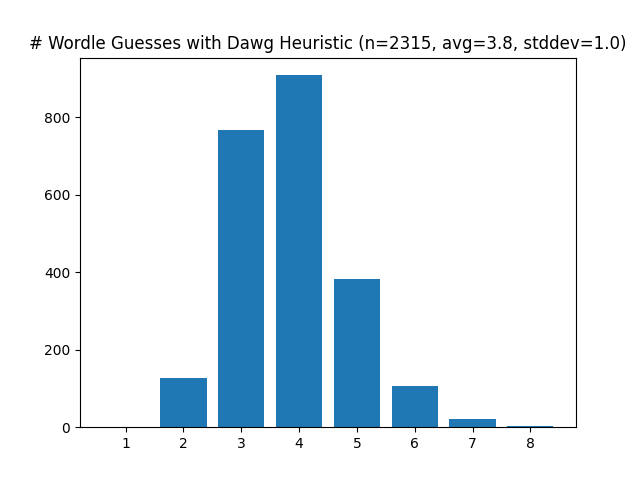 # Wordle Guesses with Dawg Heuristic (n=2315, avg=3.8, stddev=1.0)
800
600
400
200
0
1 2 3 4 5 6 7 8